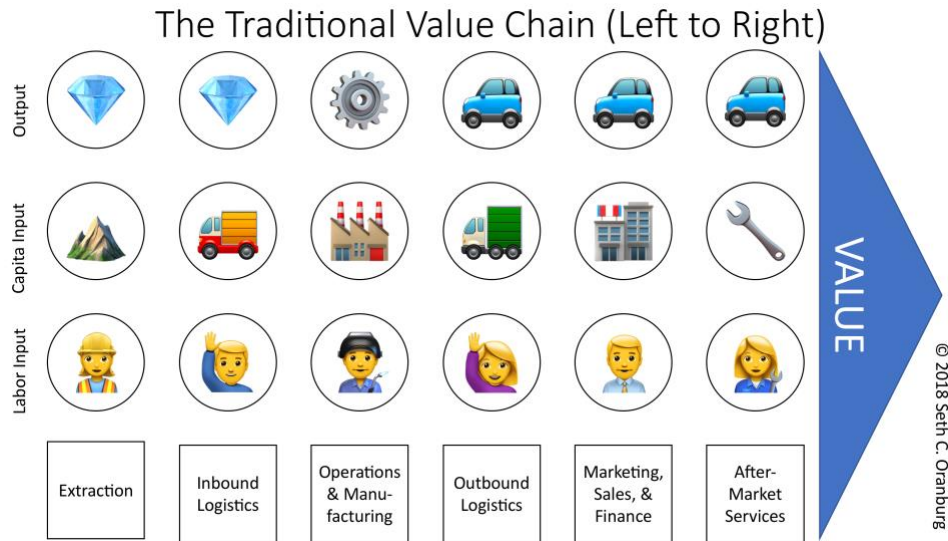 The Traditional Value Chain (Left to Right)
Output
Capita Input
Labor Input
Extraction
Inbound
Logistics
Operations
& Manu-
facturing
Outbound
Logistics
Marketing,
Sales, &
Finance
After-
Market
Services
VALUE
© 2018 Seth C. Oranburg